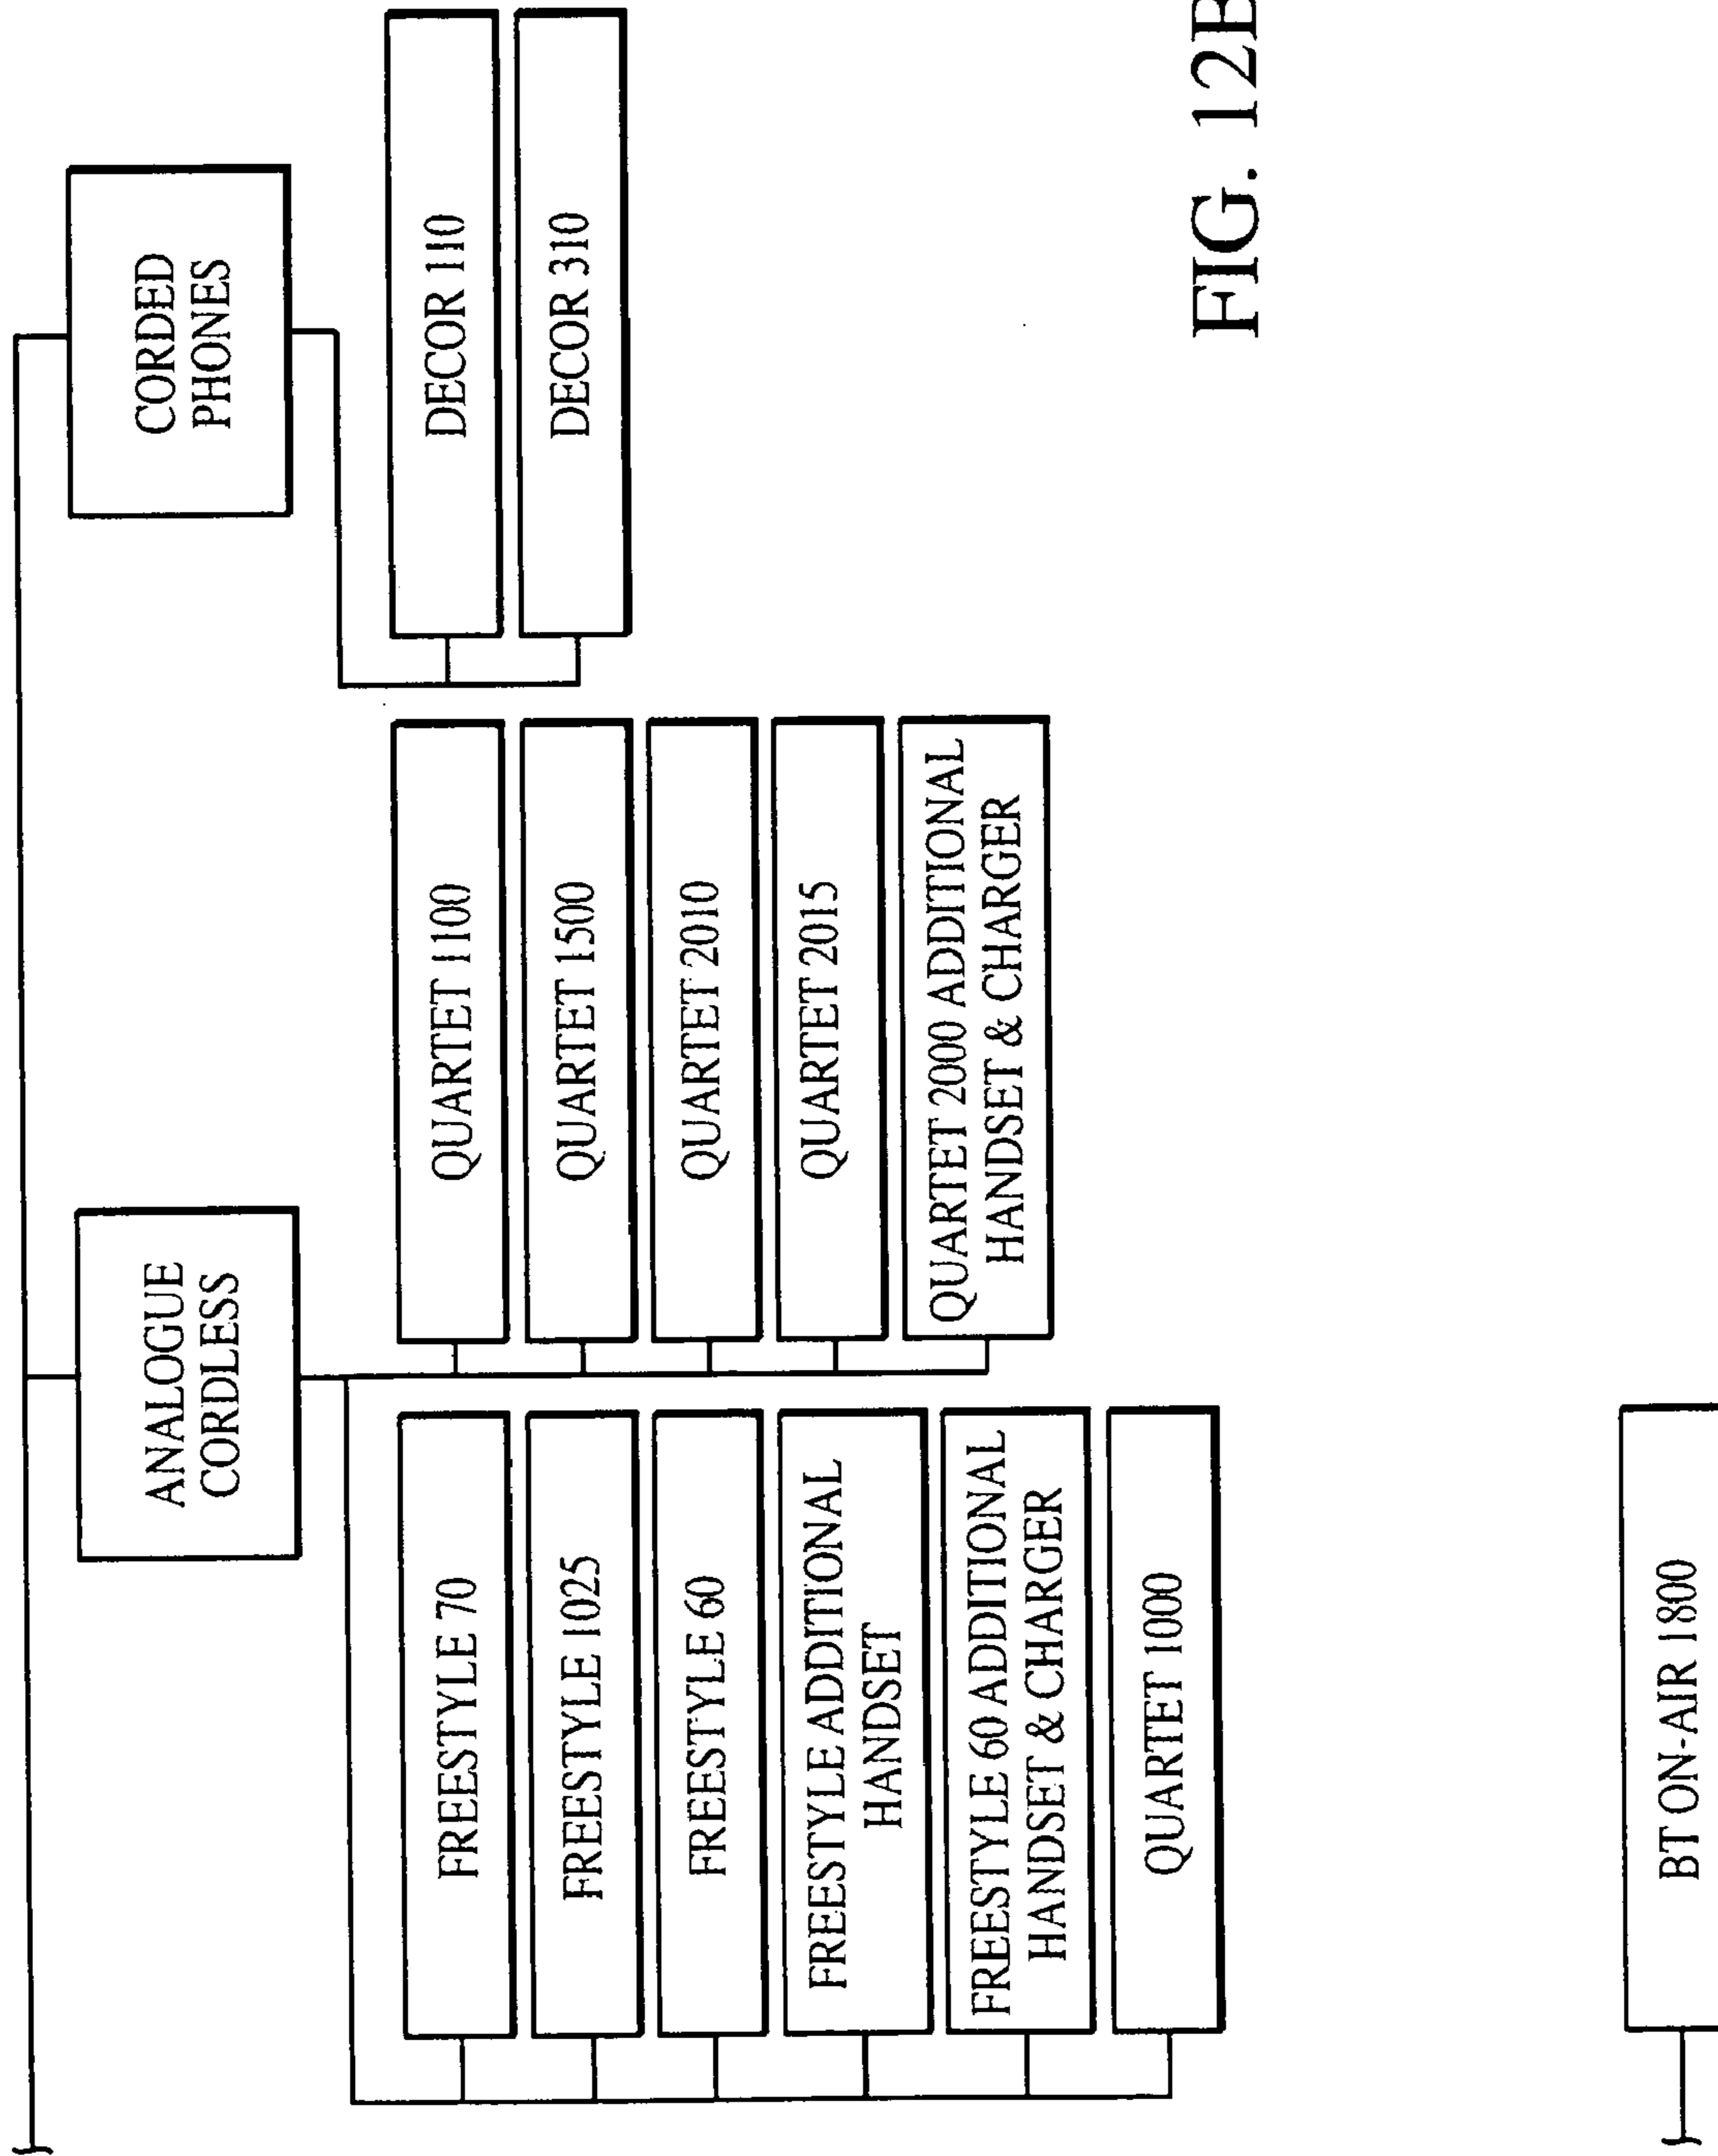 ANALOGUE
CORDLESS
FREESTYLE 70
FREESTYLE 1025
FREESTYLE 60
FREESTYLE ADDITIONAL
HANDSET
FREESTYLE 60 ADDITIONAL
HANDSET & CHARGER
QUARTET 1000
QUARTET 1100
QUARTET 1500
QUARTET 2010
QUARTET 2015
QUARTET 2000 ADDITIONAL
HANDSET & CHARGER
CORDED
PHONES
DECOR 110
DECOR 310
BT ON-AIR 1800
FIG. 12B